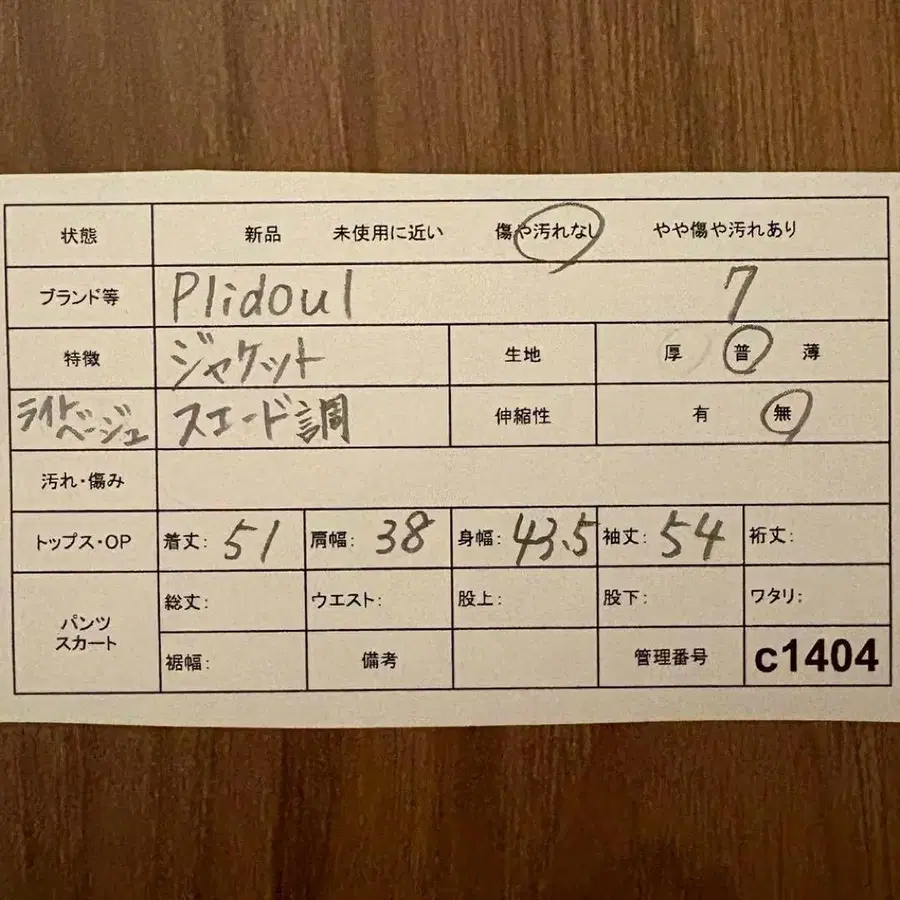 状態 新品 未使用に近い 傷や汚れなし やや傷や汚れあり
ブランド等 Plidoul 7
特徴 ジャケット 生地 厚 普 薄
ライトベージュ スエード調 伸縮性 有 無
汚れ・傷み
トップス・OP 着丈: 51 肩幅: 38 身幅: 43.5 袖丈: 54 裄丈:
パンツ スカート 総丈: ウエスト: 股上: 股下: ワタリ:
裾幅: 備考 管理番号 c1404